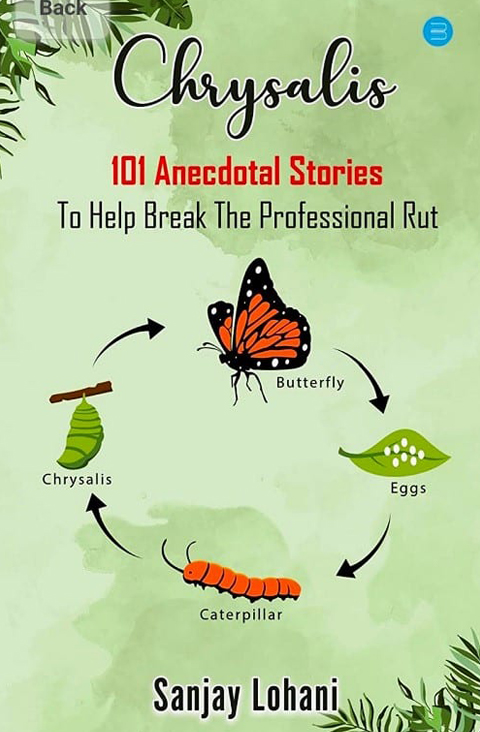 Back
Chrysalis
101 Anecdotal Stories
To Help Break The Professional Rut
Butterfly
Chrysalis
Eggs
Caterpillar
Sanjay Lohani